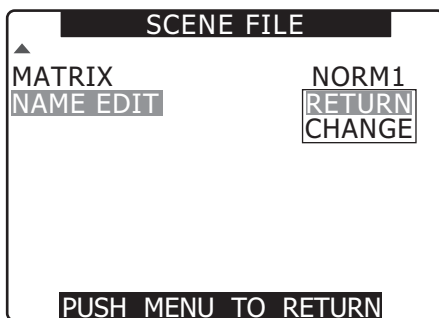 SCENE FILE
MATRIX NORM1
NAME EDIT RETURN
CHANGE
PUSH MENU TO RETURN